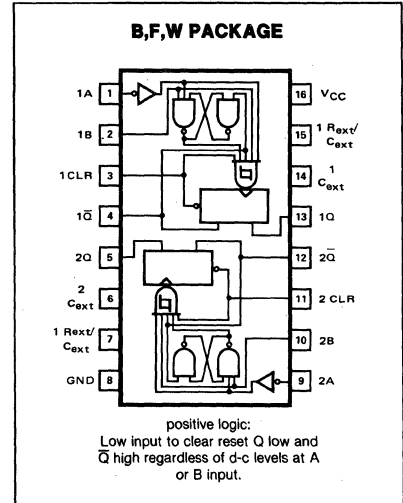 B,F,W PACKAGE
1A 1
1B 2
1CLR 3
1Q̅ 4
2Q 5
2 Cext 6
1 Rext/ Cext 7
GND 8
16 VCC
15 1 Rext/ Cext
14 1 Cext
13 1Q
12 2Q̅
11 2 CLR
10 2B
9 2A
positive logic:
Low input to clear reset Q low and
Q̅ high regardless of d-c levels at A
or B input.